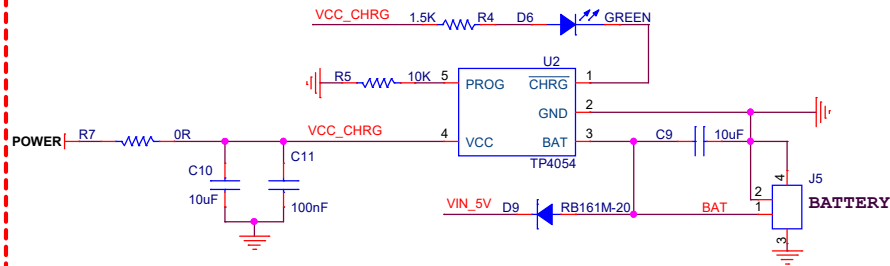 VCC_CHRG 1.5K R4 D6 GREEN
U2
R5 10K 5 PROG CHRG 1
GND 2
POWER R7 0R VCC_CHRG 4 VCC BAT 3 C9 10uF
TP4054
C10 C11
10uF 100nF
4 J5
2
VIN_5V D9 RB161M-20 BAT 1 BATTERY
3